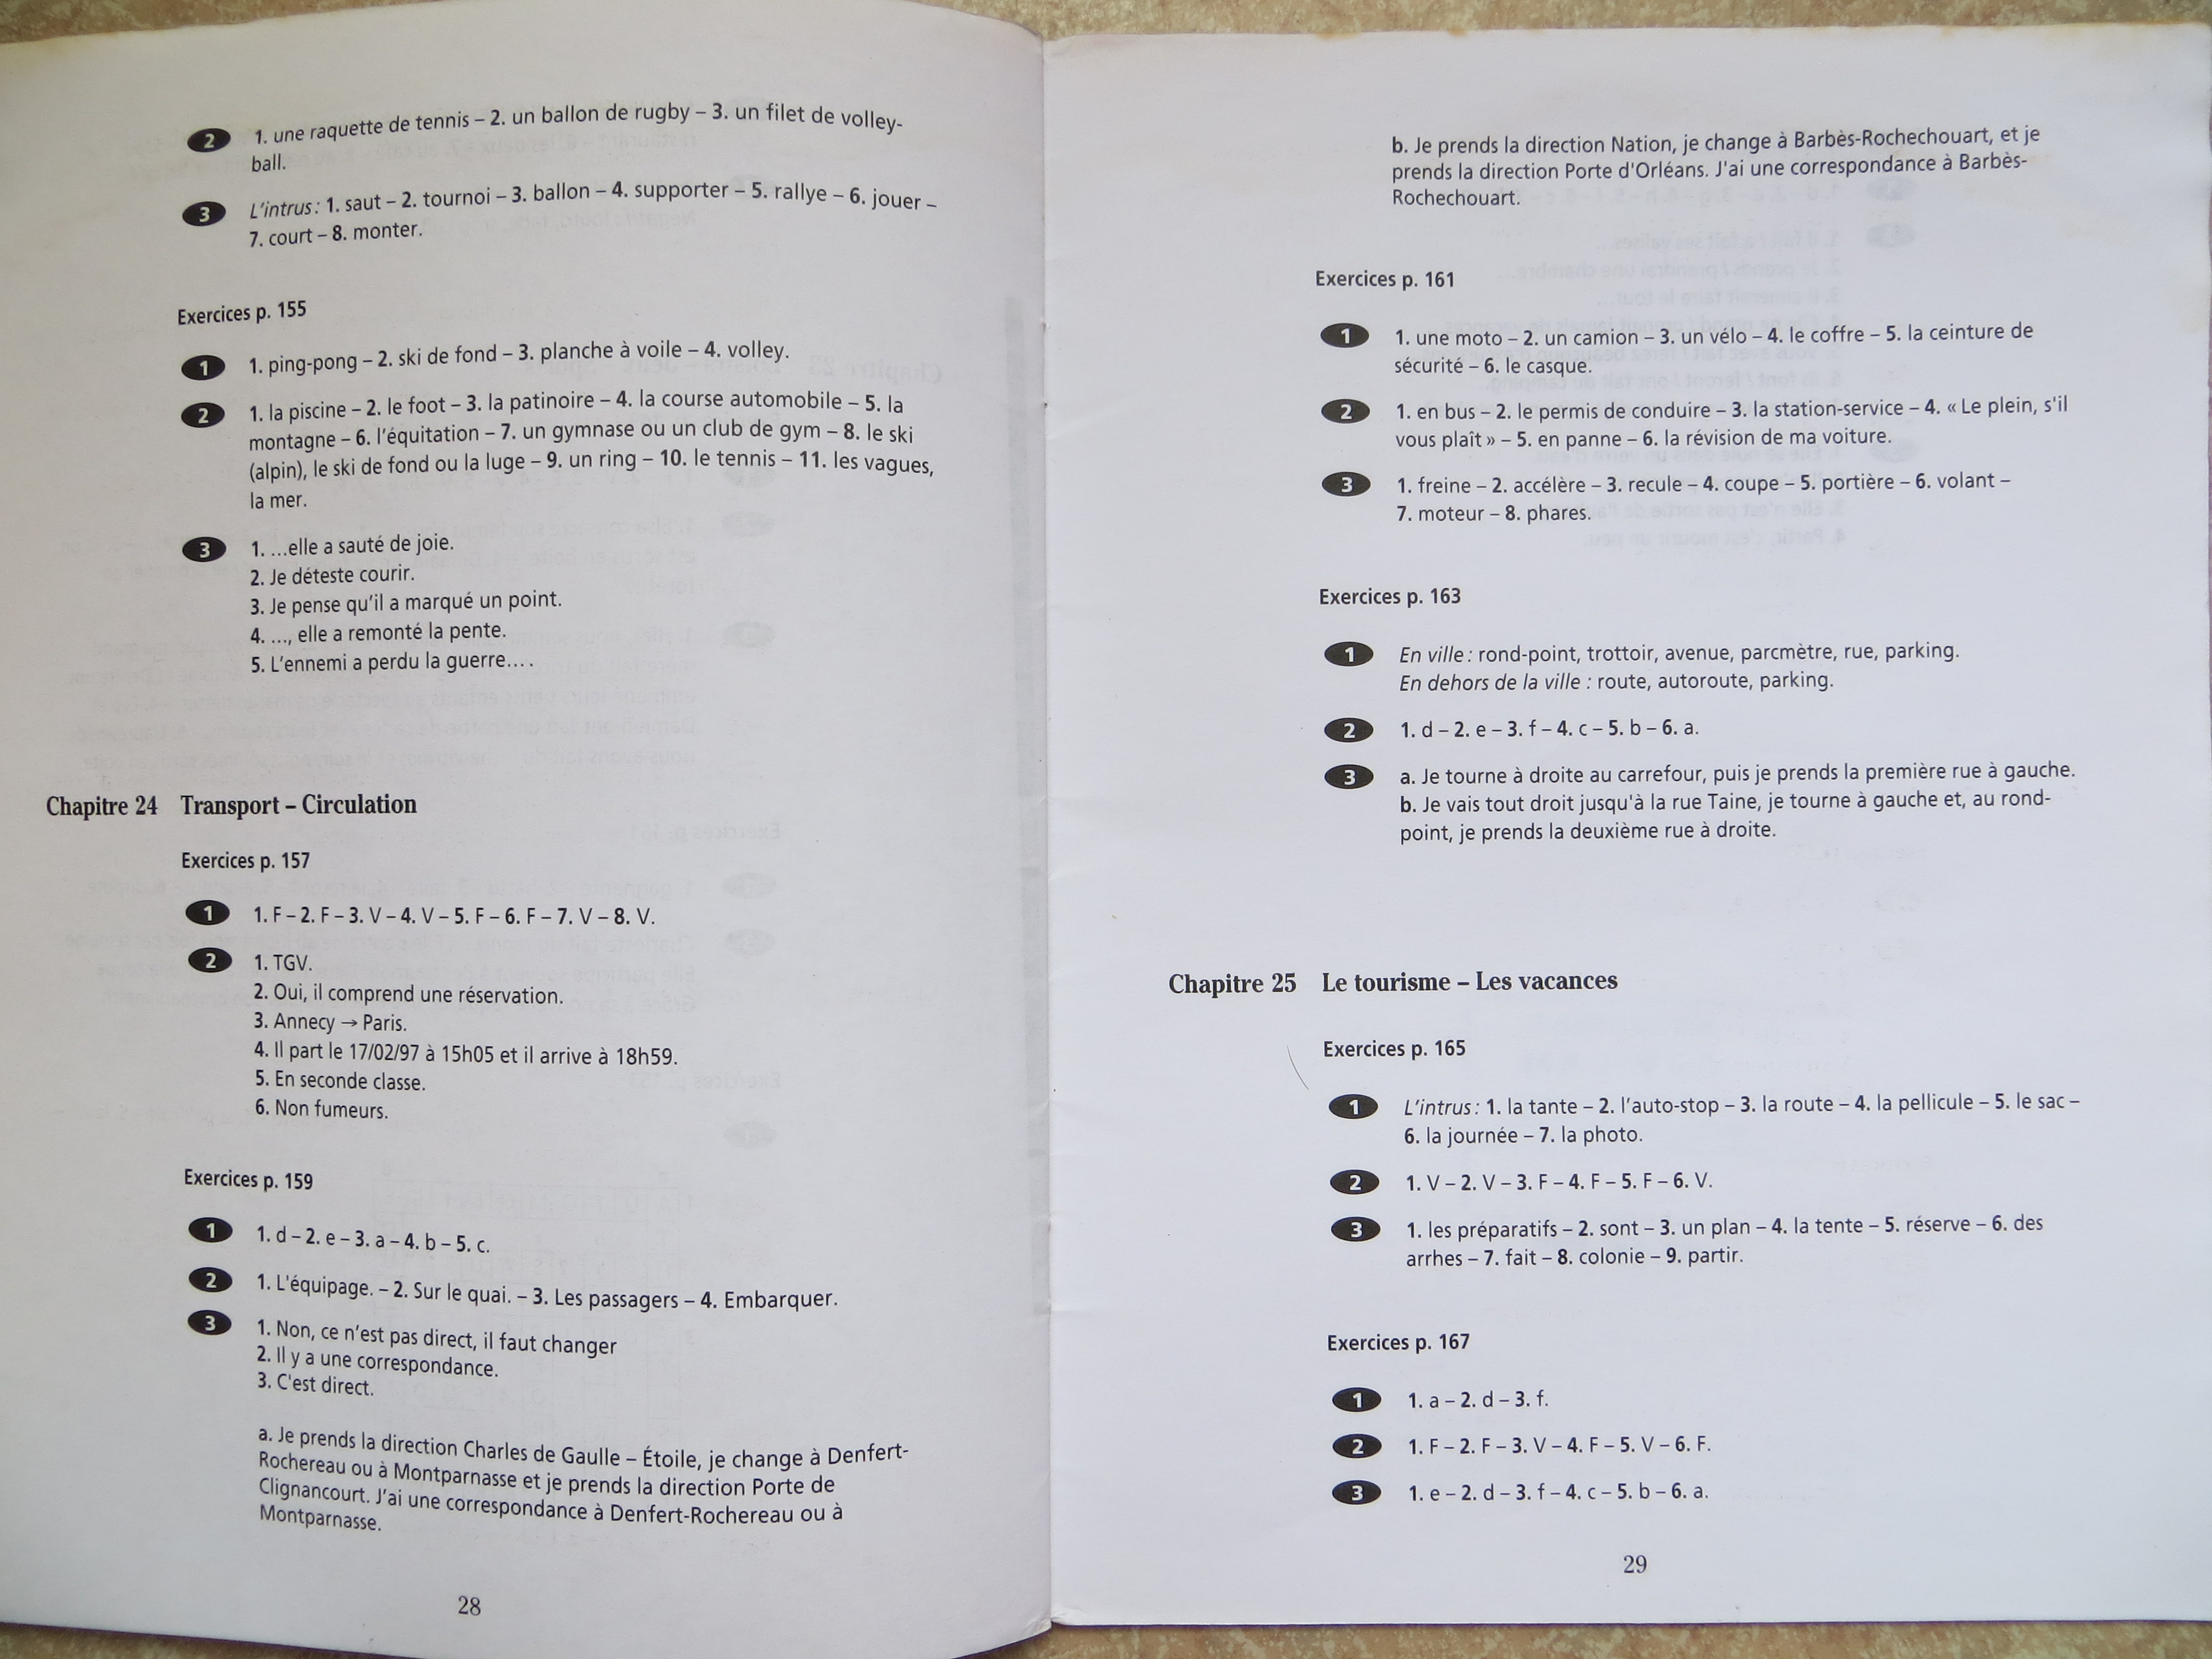 2 1. une raquette de tennis – 2. un ballon de rugby – 3. un filet de volley-
ball.
3 L'intrus : 1. saut – 2. tournoi – 3. ballon – 4. supporter – 5. rallye – 6. jouer –
7. court – 8. monter.
Exercices p. 155
1 1. ping-pong – 2. ski de fond – 3. planche à voile – 4. volley.
2 1. la piscine – 2. le foot – 3. la patinoire – 4. la course automobile – 5. la
montagne – 6. l'équitation – 7. un gymnase ou un club de gym – 8. le ski
(alpin), le ski de fond ou la luge – 9. un ring – 10. le tennis – 11. les vagues,
la mer.
3 1. ...elle a sauté de joie.
2. Je déteste courir.
3. Je pense qu'il a marqué un point.
4. ..., elle a remonté la pente.
5. L'ennemi a perdu la guerre....
Chapitre 24 Transport – Circulation
Exercices p. 157
1 1. F – 2. F – 3. V – 4. V – 5. F – 6. F – 7. V – 8. V.
2 1. TGV.
2. Oui, il comprend une réservation.
3. Annecy → Paris.
4. Il part le 17/02/97 à 15h05 et il arrive à 18h59.
5. En seconde classe.
6. Non fumeurs.
Exercices p. 159
1 1. d – 2. e – 3. a – 4. b – 5. c.
2 1. L'équipage. – 2. Sur le quai. – 3. Les passagers – 4. Embarquer.
3 1. Non, ce n'est pas direct, il faut changer
2. Il y a une correspondance.
3. C'est direct.
a. Je prends la direction Charles de Gaulle – Étoile, je change à Denfert-
Rochereau ou à Montparnasse et je prends la direction Porte de
Clignancourt. J'ai une correspondance à Denfert-Rochereau ou à
Montparnasse.
28
b. Je prends la direction Nation, je change à Barbès-Rochechouart, et je
prends la direction Porte d'Orléans. J'ai une correspondance à Barbès-
Rochechouart.
Exercices p. 161
1 1. une moto – 2. un camion – 3. un vélo – 4. le coffre – 5. la ceinture de
sécurité – 6. le casque.
2 1. en bus – 2. le permis de conduire – 3. la station-service – 4. « Le plein, s'il
vous plaît » – 5. en panne – 6. la révision de ma voiture.
3 1. freine – 2. accélère – 3. recule – 4. coupe – 5. portière – 6. volant –
7. moteur – 8. phares.
Exercices p. 163
1 En ville : rond-point, trottoir, avenue, parcmètre, rue, parking.
En dehors de la ville : route, autoroute, parking.
2 1. d – 2. e – 3. f – 4. c – 5. b – 6. a.
3 a. Je tourne à droite au carrefour, puis je prends la première rue à gauche.
b. Je vais tout droit jusqu'à la rue Taine, je tourne à gauche et, au rond-
point, je prends la deuxième rue à droite.
Chapitre 25 Le tourisme – Les vacances
Exercices p. 165
1 L'intrus : 1. la tante – 2. l'auto-stop – 3. la route – 4. la pellicule – 5. le sac –
6. la journée – 7. la photo.
2 1. V – 2. V – 3. F – 4. F – 5. F – 6. V.
3 1. les préparatifs – 2. sont – 3. un plan – 4. la tente – 5. réserve – 6. des
arrhes – 7. fait – 8. colonie – 9. partir.
Exercices p. 167
1 1. a – 2. d – 3. f.
2 1. F – 2. F – 3. V – 4. F – 5. V – 6. F.
3 1. e – 2. d – 3. f – 4. c – 5. b – 6. a.
29